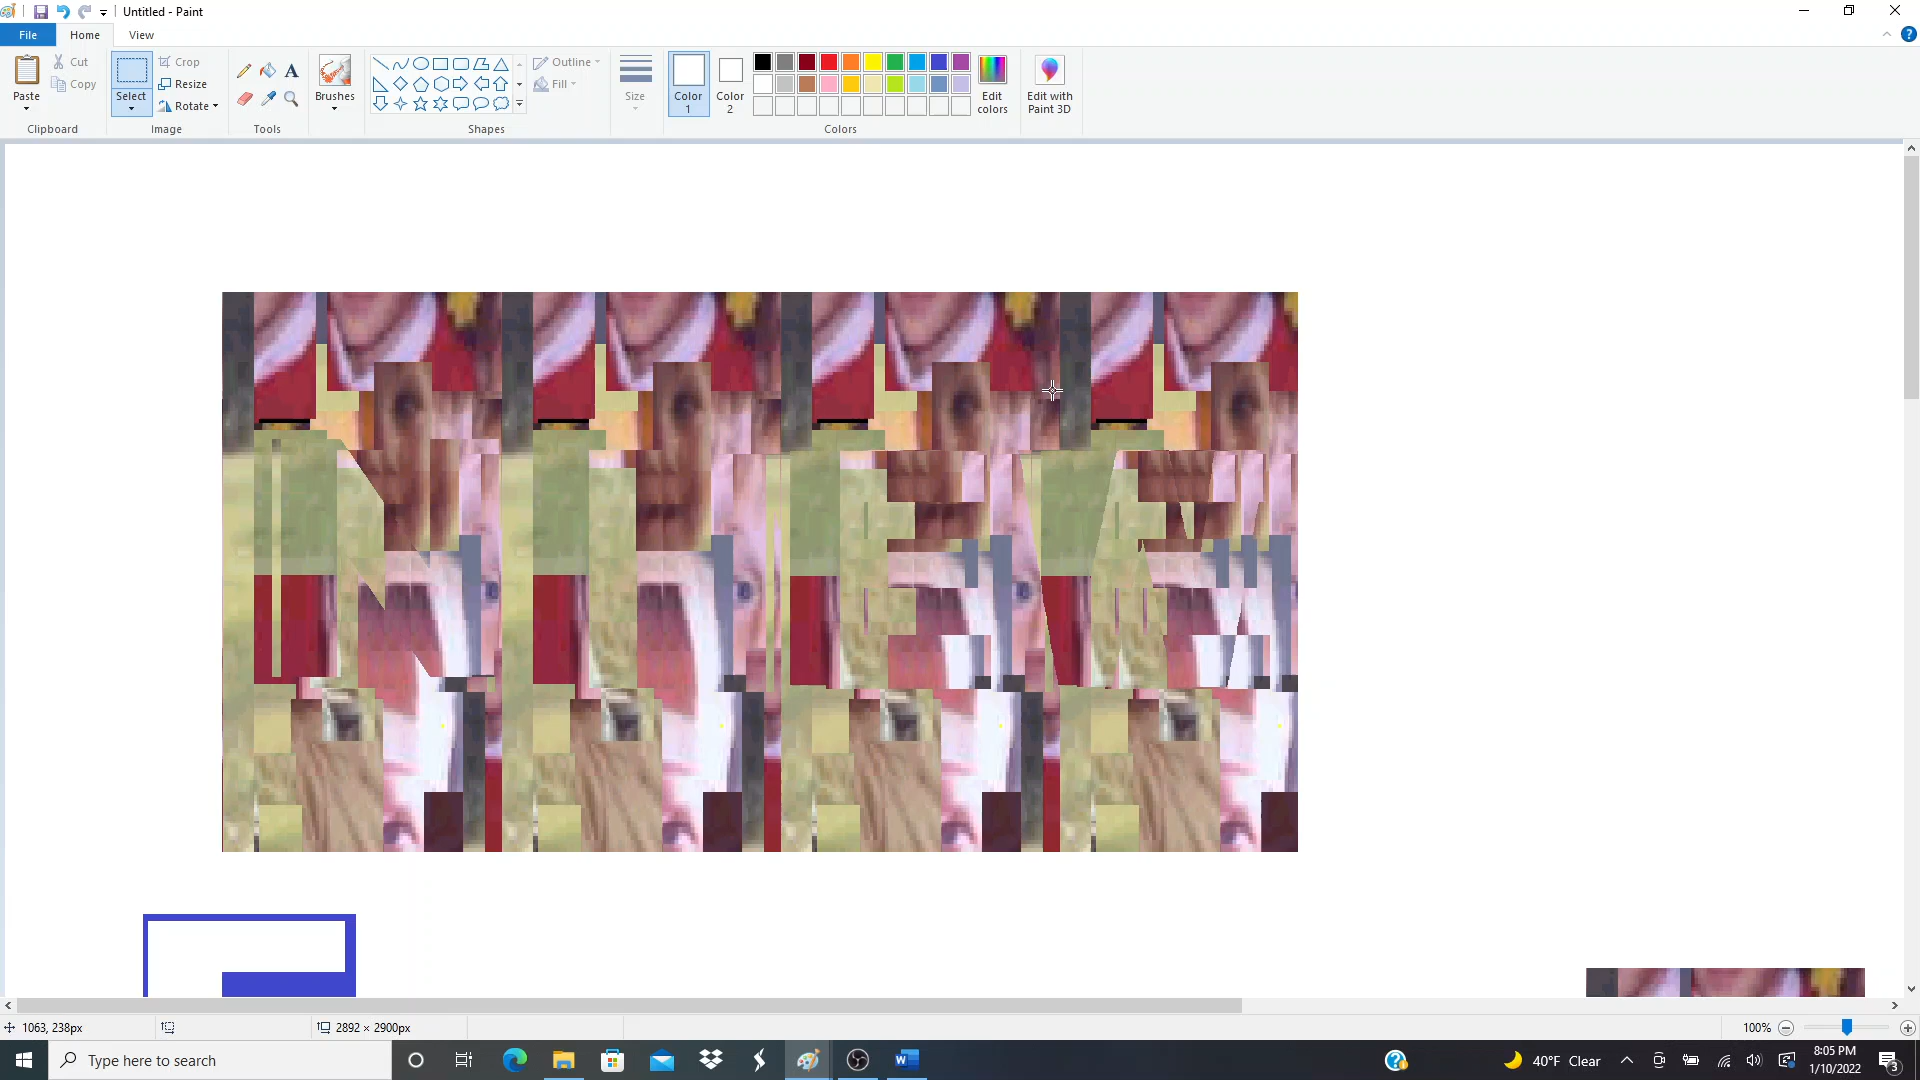 Untitled - Paint
File
Home
View
Paste
Cut
Copy
Clipboard
Select
Crop
Resize
Rotate
Image
Tools
Brushes
Shapes
Outline
Fill
Size
Color
1
Color
2
Colors
Edit
colors
Edit with
Paint 3D
1063, 238px
2892 × 2900px
100%
Type here to search
40°F Clear
8:05 PM
1/10/2022
3